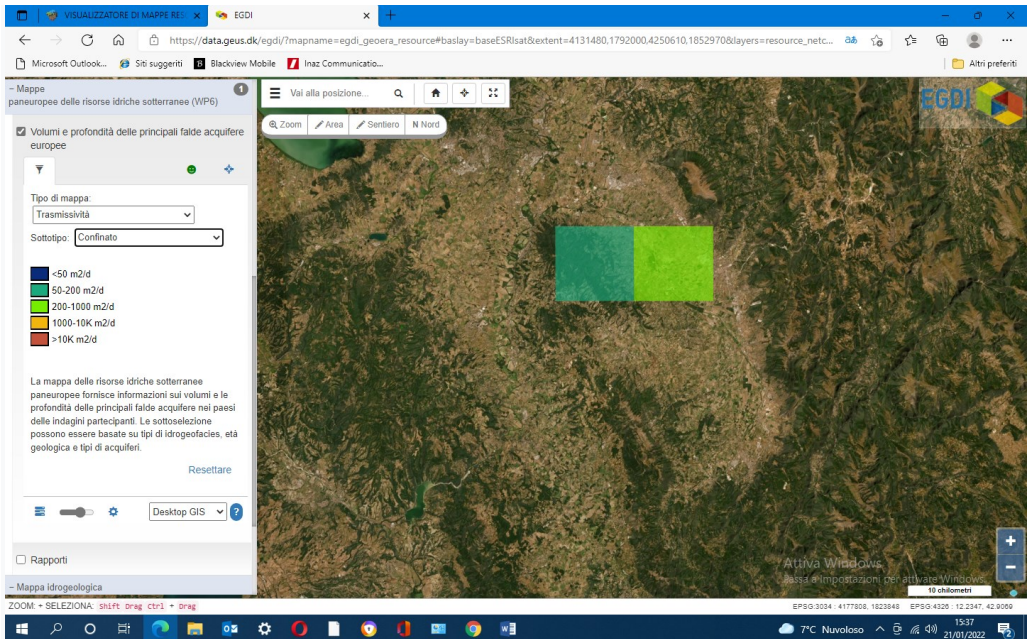 VISUALIZZATORE DI MAPPE RES
EGDI
https://data.geus.dk/egdi/?mapname=egdi_geoera_resource#baslay=baseESRIsat&extent=4131480,1792000,4250610,1852970&layers=resource_netc...
Microsoft Outlook...
Siti suggeriti
Blackview Mobile
Inaz Communicatio...
Altri preferiti
– Mappe
paneuropee delle risorse idriche sotterranee (WP6)
1
Volumi e profondità delle principali falde acquifere
europee
Tipo di mappa:
Trasmissività
Sottotipo: Confinato
<50 m2/d
50-200 m2/d
200-1000 m2/d
1000-10K m2/d
>10K m2/d
La mappa delle risorse idriche sotterranee
paneuropee fornisce informazioni sui volumi e le
profondità delle principali falde acquifere nei paesi
delle indagini partecipanti. Le sottoselezione
possono essere basate su tipi di idrogeofacies, età
geologica e tipi di acquiferi.
Resettare
Desktop GIS
?
Rapporti
– Mappa idrogeologica
Vai alla posizione...
Zoom
Area
Sentiero
N Nord
EGDI
Attiva Windows
Passa a Impostazioni per attivare Windows.
+
–
10 chilometri
ZOOM: + SELEZIONA: Shift Drag Ctrl + Drag
EPSG:3034 : 4177808, 1823848
EPSG:4326 : 12.2347, 42.9069
7°C Nuvoloso
15:37
21/01/2022